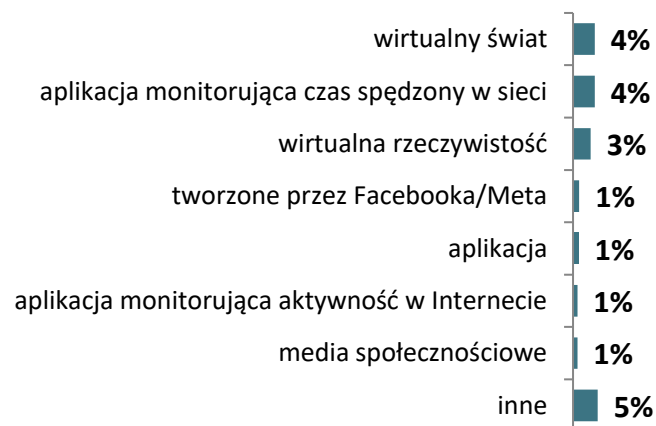 wirtualny świat 4%
aplikacja monitorująca czas spędzony w sieci 4%
wirtualna rzeczywistość 3%
tworzone przez Facebooka/Meta 1%
aplikacja 1%
aplikacja monitorująca aktywność w Internecie 1%
media społecznościowe 1%
inne 5%